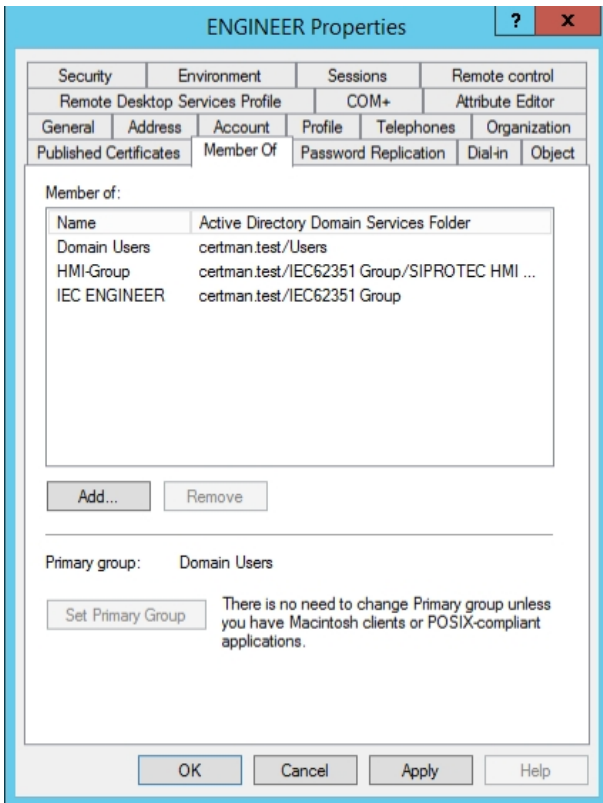 ENGINEER Properties
?
x
Security
Environment
Sessions
Remote control
Remote Desktop Services Profile
COM+
Attribute Editor
General
Address
Account
Profile
Telephones
Organization
Published Certificates
Member Of
Password Replication
Dial-in
Object
Member of:
Name
Active Directory Domain Services Folder
Domain Users
certman.test/Users
HMI-Group
certman.test/IEC62351 Group/SIPROTEC HMI ...
IEC ENGINEER
certman.test/IEC62351 Group
Add...
Remove
Primary group:
Domain Users
Set Primary Group
There is no need to change Primary group unless
you have Macintosh clients or POSIX-compliant
applications.
OK
Cancel
Apply
Help